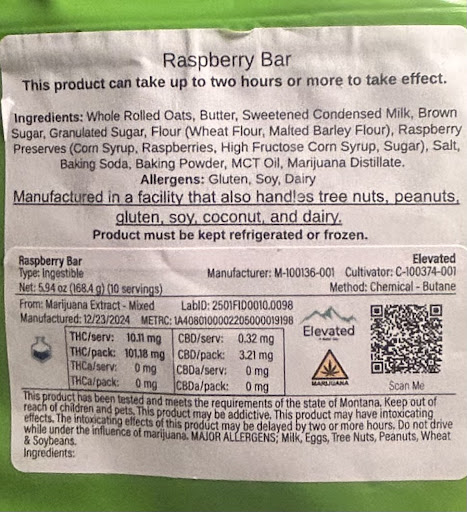 Raspberry Bar
This product can take up to two hours or more to take effect.
Ingredients: Whole Rolled Oats, Butter, Sweetened Condensed Milk, Brown
Sugar, Granulated Sugar, Flour (Wheat Flour, Malted Barley Flour), Raspberry
Preserves (Corn Syrup, Raspberries, High Fructose Corn Syrup, Sugar), Salt,
Baking Soda, Baking Powder, MCT Oil, Marijuana Distillate.
Allergens: Gluten, Soy, Dairy
Manufactured in a facility that also handles tree nuts, peanuts,
gluten, soy, coconut, and dairy.
Product must be kept refrigerated or frozen.
Raspberry Bar Elevated
Type: Ingestible Manufacturer: M-100136-001 Cultivator: C-100374-001
Net: 5.94 oz (168.4 g) (10 servings) Method: Chemical - Butane
From: Marijuana Extract - Mixed LabID: 2501FID0010.0098
Manufactured: 12/23/2024 METRC: 1A4080100002206000019198
THC/serv: 10.11 mg CBD/serv: 0.32 mg
THC/pack: 101.18 mg CBD/pack: 3.21 mg
THCa/serv: 0 mg CBDa/serv: 0 mg
THCa/pack: 0 mg CBDa/pack: 0 mg
Elevated
MARIJUANA
Scan Me
This product has been tested and meets the requirements of the state of Montana. Keep out of
reach of children and pets. This product may be addictive. This product may have intoxicating
effects. The intoxicating effects of this product may be delayed by two or more hours. Do not drive
while under the influence of marijuana. MAJOR ALLERGENS; Milk, Eggs, Tree Nuts, Peanuts, Wheat
& Soybeans.
Ingredients: